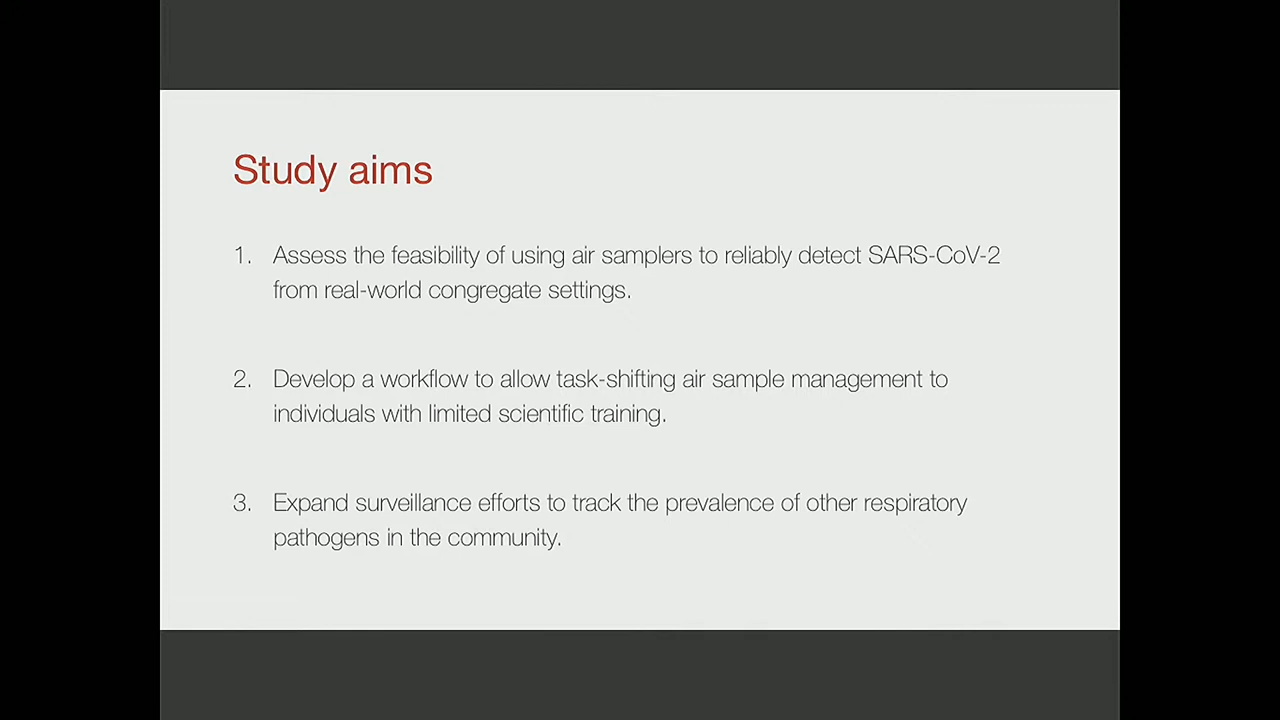 Study aims
1. Assess the feasibility of using air samplers to reliably detect SARS-CoV-2
from real-world congregate settings.
2. Develop a workflow to allow task-shifting air sample management to
individuals with limited scientific training.
3. Expand surveillance efforts to track the prevalence of other respiratory
pathogens in the community.